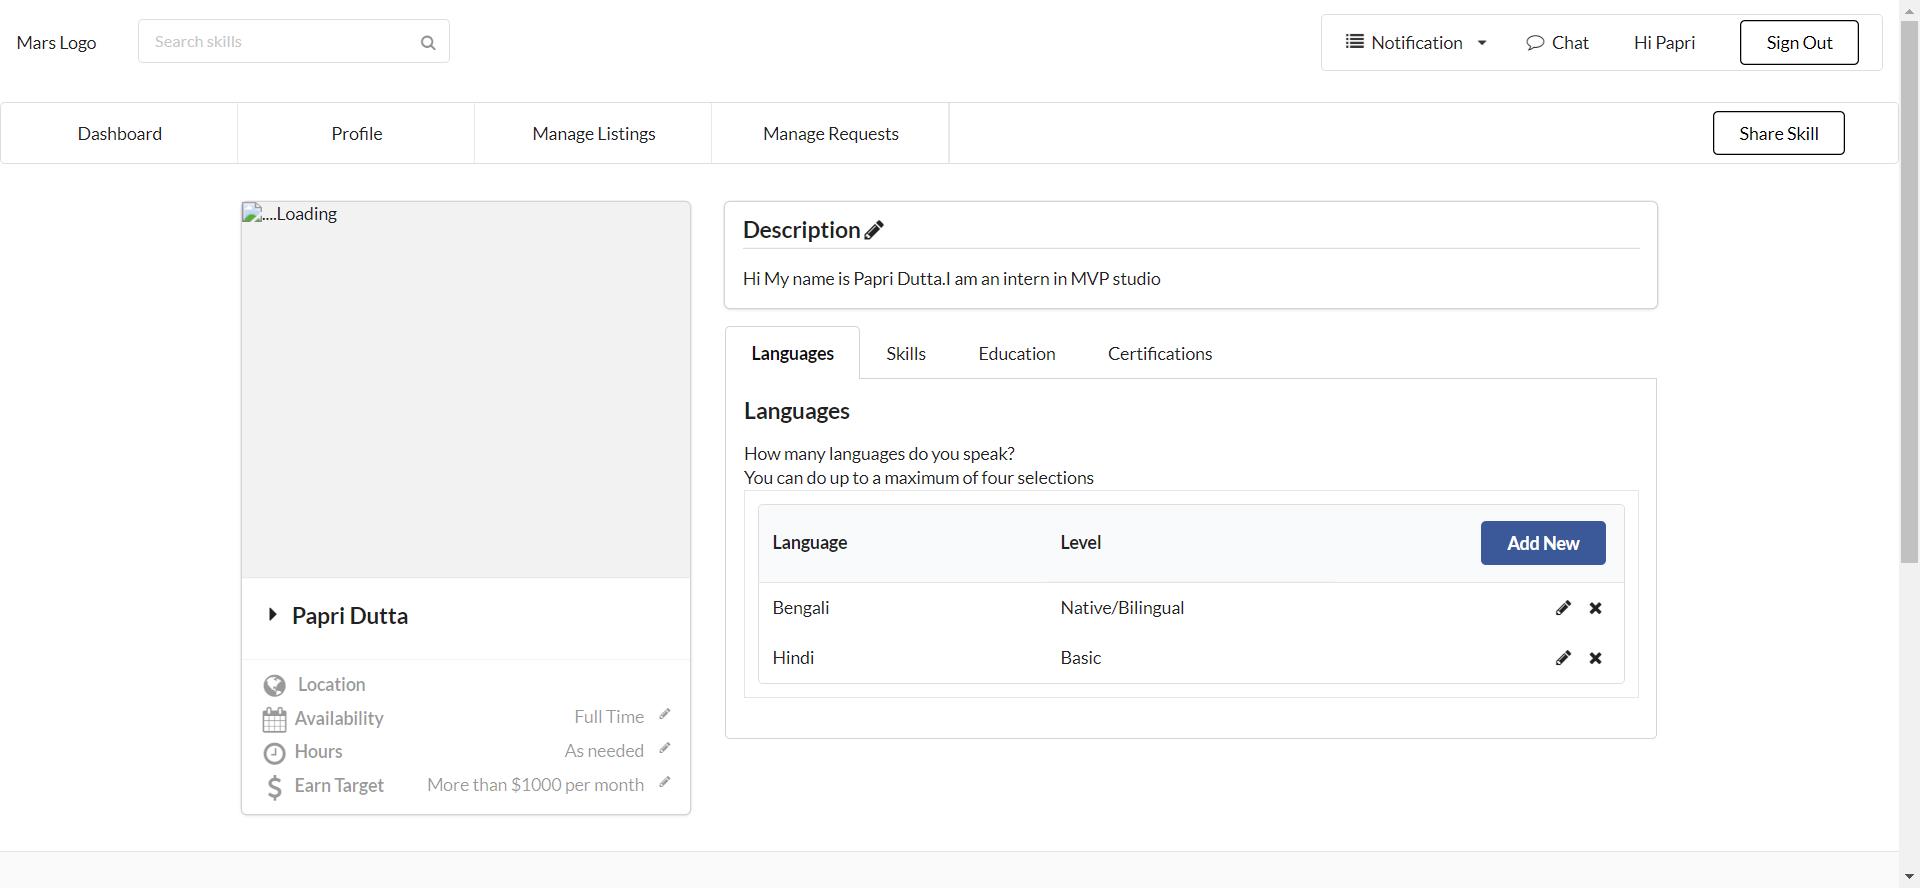 Mars Logo
Search skills
Notification
Chat
Hi Papri
Sign Out
Dashboard
Profile
Manage Listings
Manage Requests
Share Skill
....Loading
Papri Dutta
Location
Availability
Full Time
Hours
As needed
Earn Target
More than $1000 per month
Description
Hi My name is Papri Dutta.I am an intern in MVP studio
Languages
Skills
Education
Certifications
Languages
How many languages do you speak?
You can do up to a maximum of four selections
Language
Level
Add New
Bengali
Native/Bilingual
Hindi
Basic